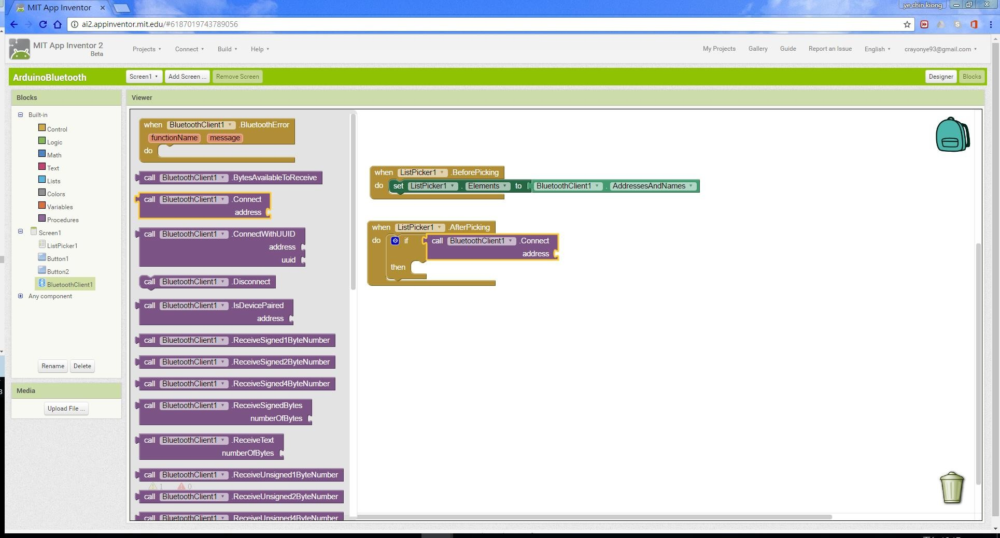 MIT App Inventor
ye chin kiong
ai2.appinventor.mit.edu/#6187019743789056
MIT App Inventor 2
Beta
Projects Connect Build Help
My Projects Gallery Guide Report an Issue English crayonye93@gmail.com
ArduinoBluetooth
Screen1 Add Screen ... Remove Screen
Designer Blocks
Blocks
Built-in
Control
Logic
Math
Text
Lists
Colors
Variables
Procedures
Screen1
ListPicker1
Button1
Button2
BluetoothClient1
Any component
Rename Delete
Media
Upload File ...
Viewer
when BluetoothClient1 .BluetoothError
functionName message
do
call BluetoothClient1 .BytesAvailableToReceive
call BluetoothClient1 .Connect
address
call BluetoothClient1 .ConnectWithUUID
address
uuid
call BluetoothClient1 .Disconnect
call BluetoothClient1 .IsDevicePaired
address
call BluetoothClient1 .ReceiveSigned1ByteNumber
call BluetoothClient1 .ReceiveSigned2ByteNumber
call BluetoothClient1 .ReceiveSigned4ByteNumber
call BluetoothClient1 .ReceiveSignedBytes
numberOfBytes
call BluetoothClient1 .ReceiveText
numberOfBytes
call BluetoothClient1 .ReceiveUnsigned1ByteNumber
1 0
call BluetoothClient1 .ReceiveUnsigned2ByteNumber
call BluetoothClient1 .ReceiveUnsigned4ByteNumber
when ListPicker1 .BeforePicking
do set ListPicker1 . Elements to BluetoothClient1 . AddressesAndNames
when ListPicker1 .AfterPicking
do if call BluetoothClient1 .Connect
address
then